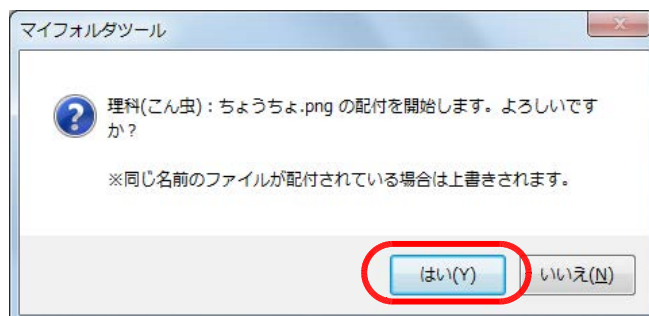 マイフォルダツール
理科(こん虫)：ちょうちょ.png の配付を開始します。よろしいです
か？
※同じ名前のファイルが配付されている場合は上書きされます。
はい(Y) いいえ(N)